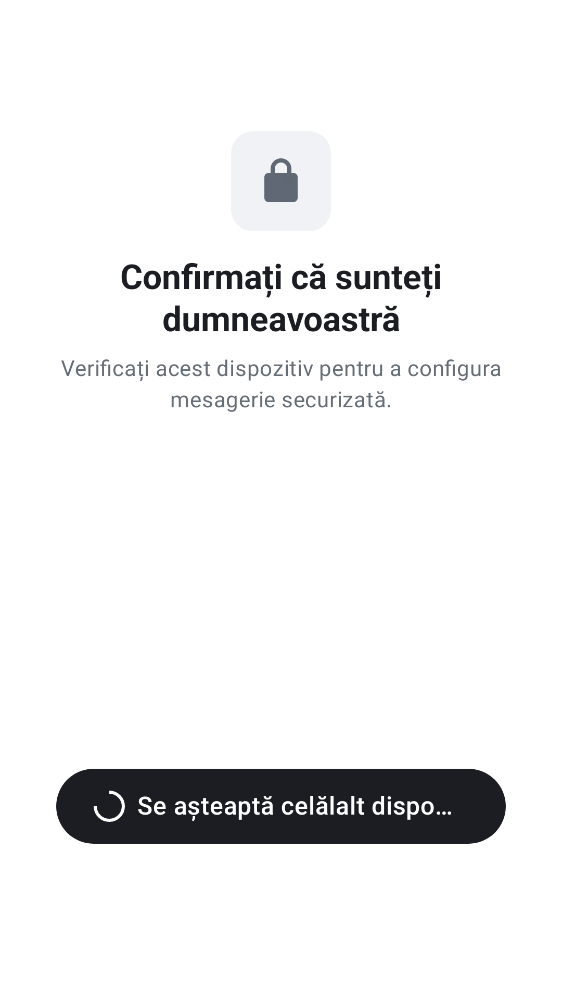 Confirmați că sunteți
dumneavoastră
Verificați acest dispozitiv pentru a configura
mesagerie securizată.
Se așteaptă celălalt dispo…